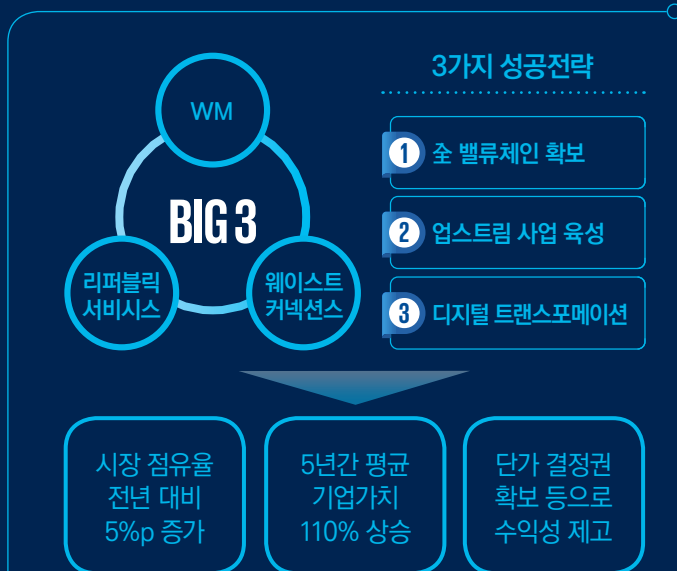 WM
BIG 3
리퍼블릭
서비시스
웨이스트
커넥션스
3가지 성공전략
1 全 밸류체인 확보
2 업스트림 사업 육성
3 디지털 트랜스포메이션
시장 점유율
전년 대비
5%p 증가
5년간 평균
기업가치
110% 상승
단가 결정권
확보 등으로
수익성 제고